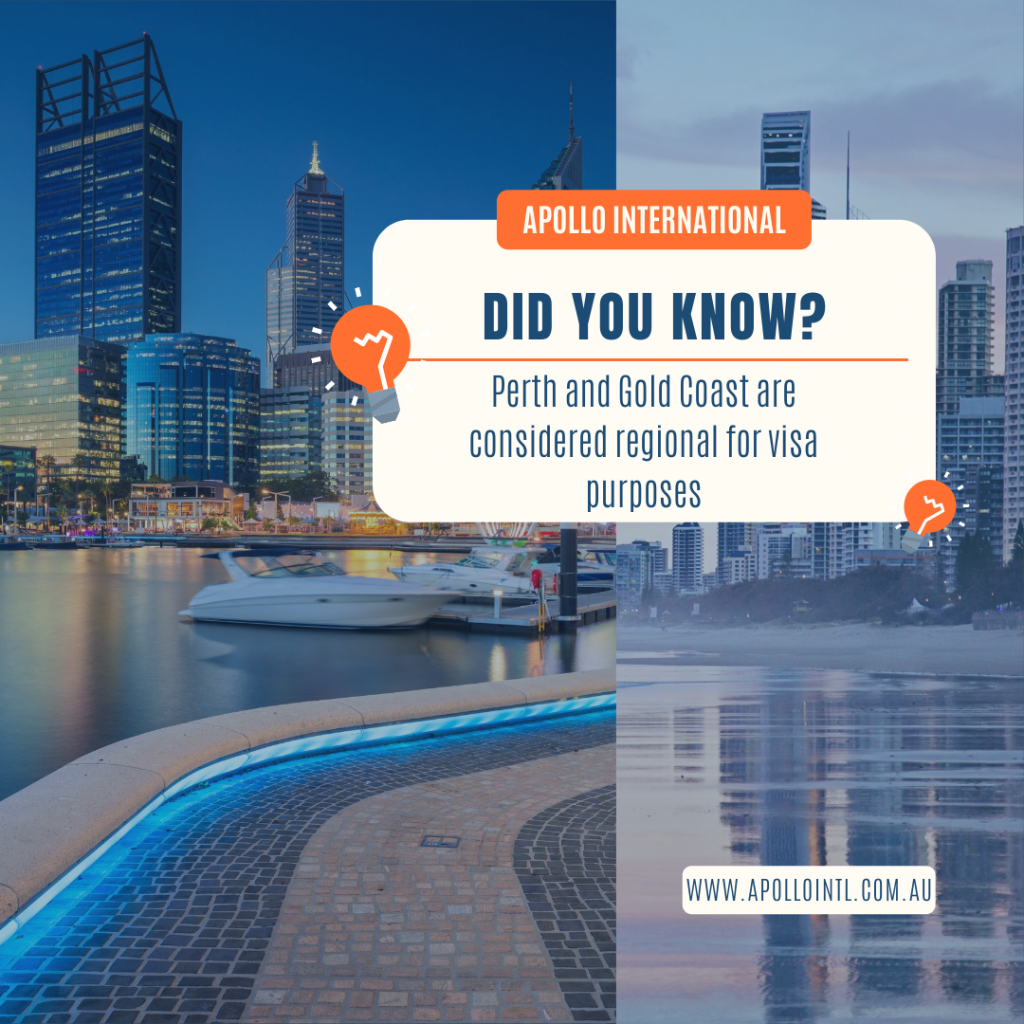 APOLLO INTERNATIONAL
DID YOU KNOW?
Perth and Gold Coast are
considered regional for visa
purposes
WWW.APOLLOINTL.COM.AU